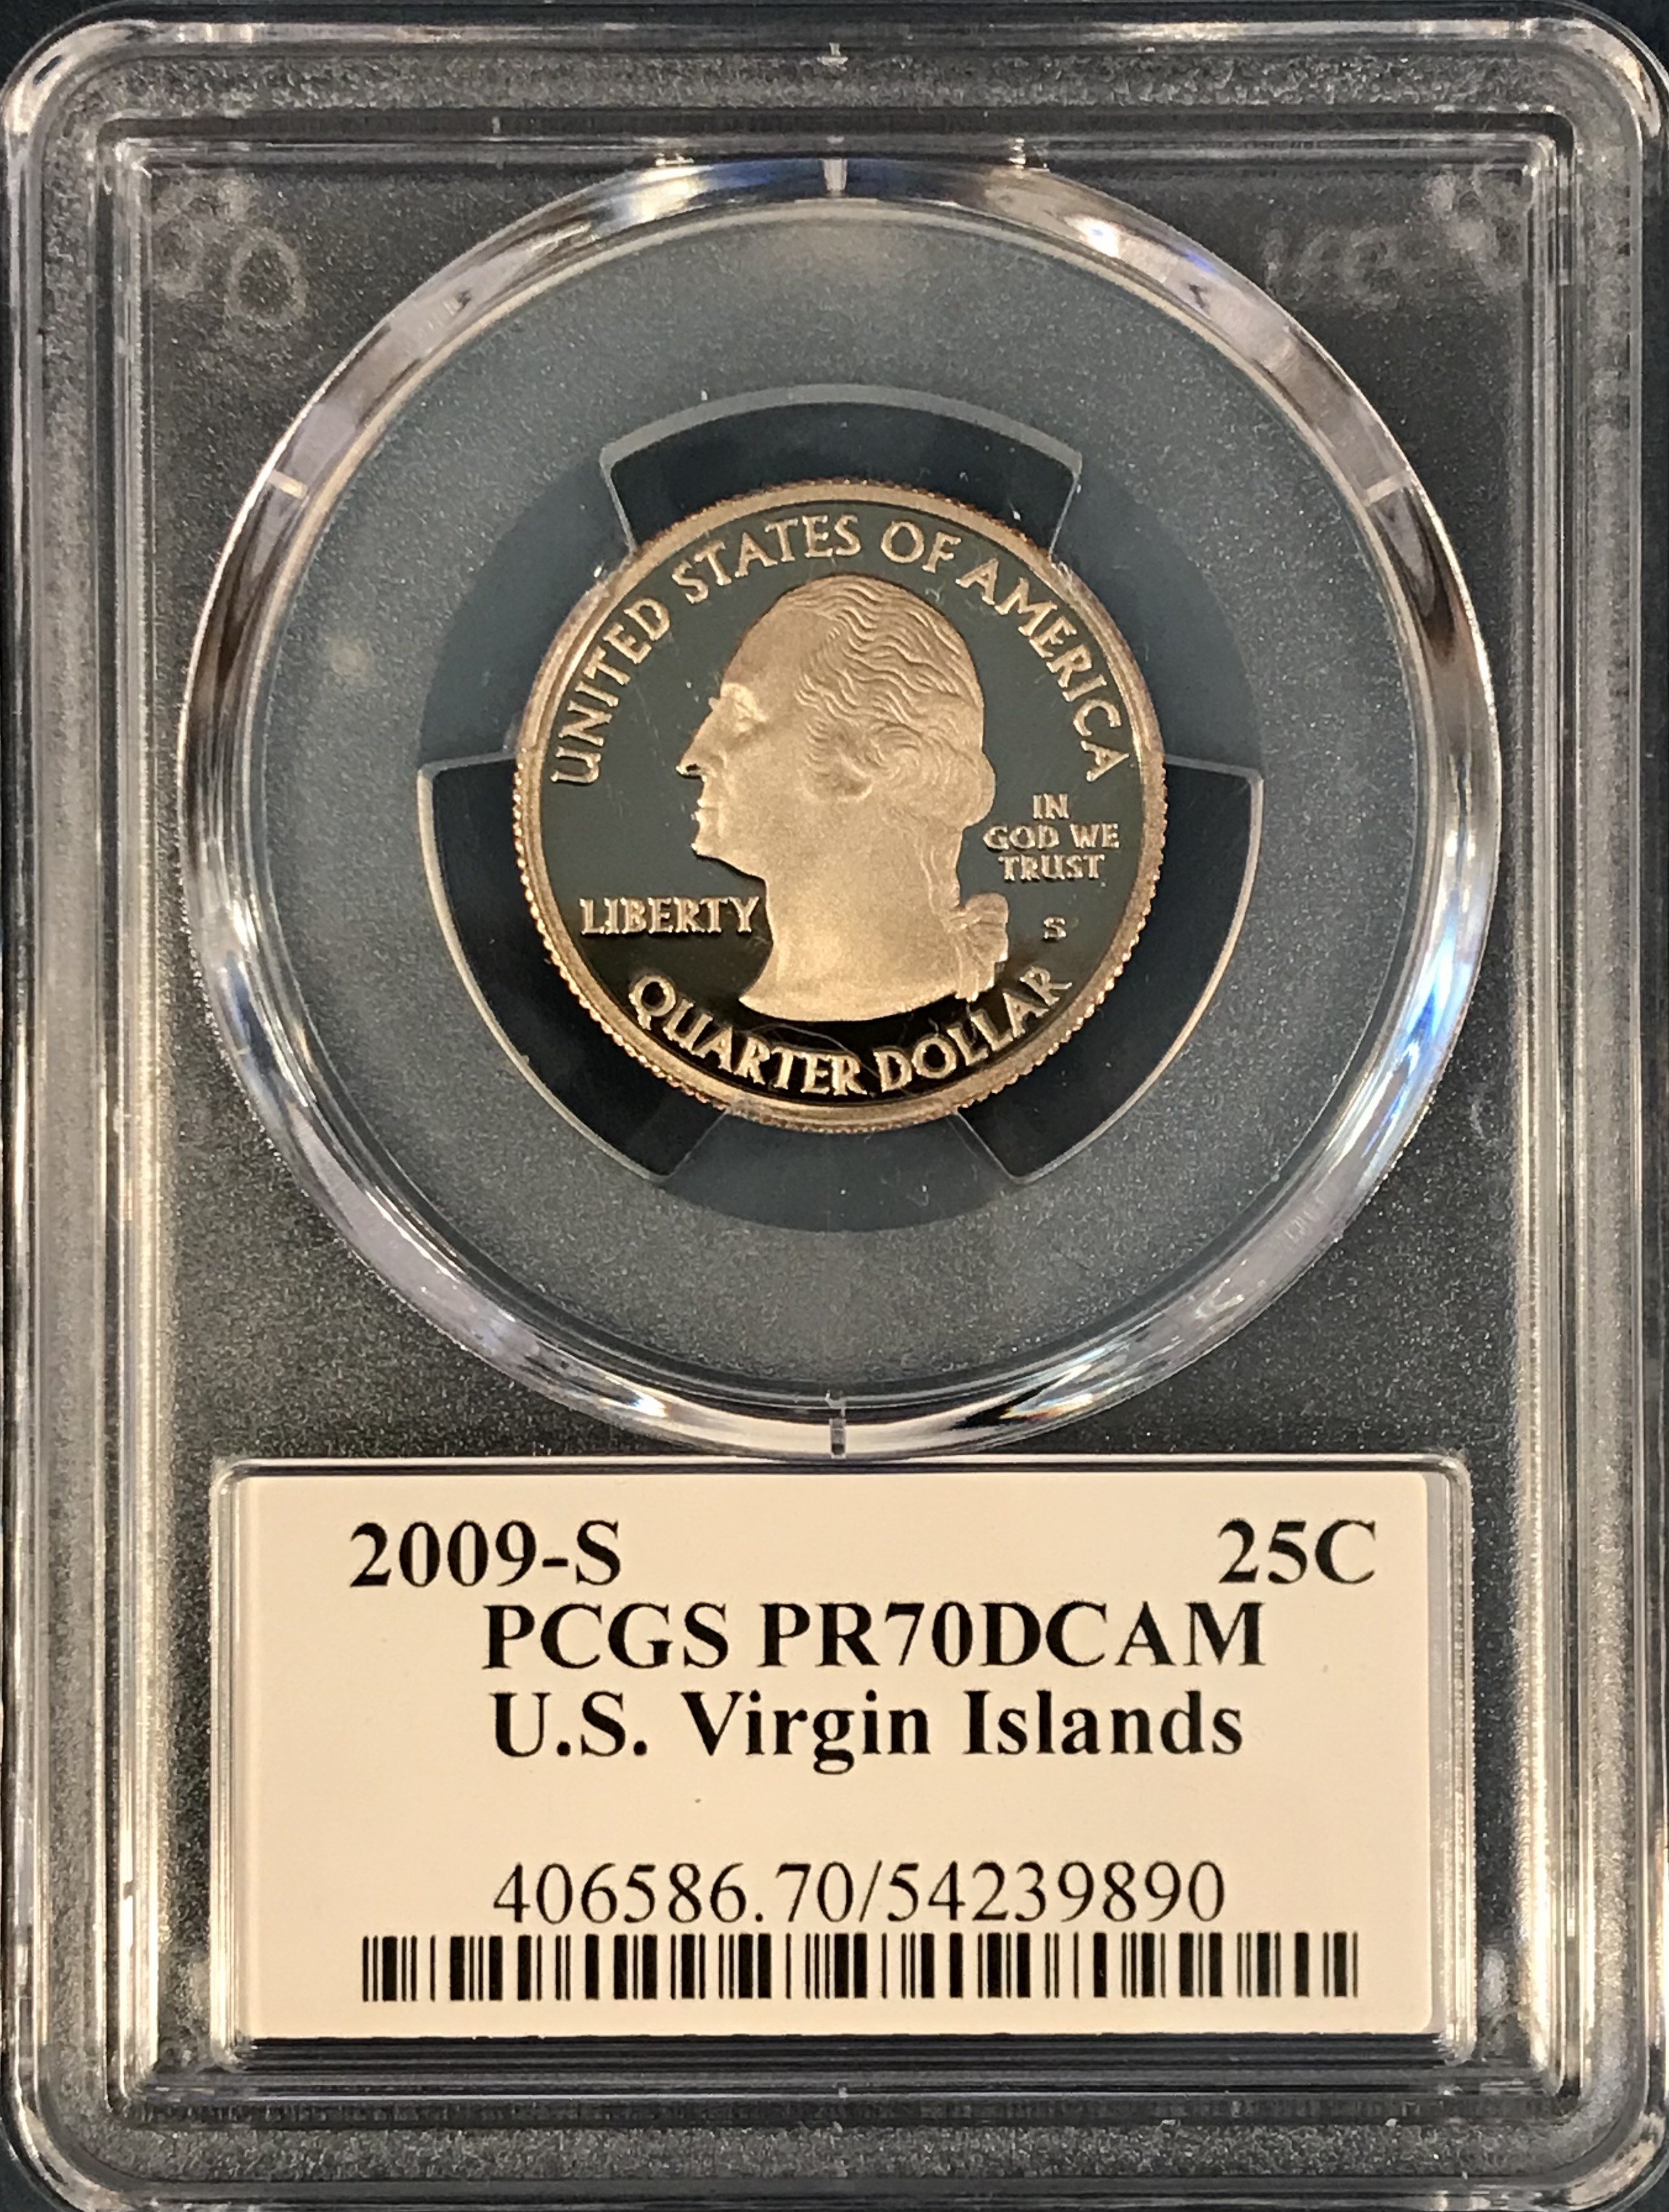 UNITED STATES OF AMERICA
IN
GOD WE
TRUST
LIBERTY
S
QUARTER DOLLAR
2009-S 25C
PCGS PR70DCAM
U.S. Virgin Islands
406586.70/54239890